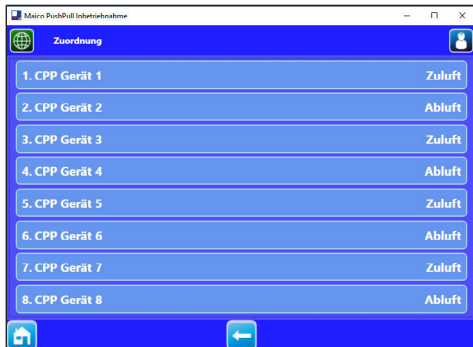 Maico PushPull Inbetriebnahme
Zuordnung
1. CPP Gerät 1 Zuluft
2. CPP Gerät 2 Abluft
3. CPP Gerät 3 Zuluft
4. CPP Gerät 4 Abluft
5. CPP Gerät 5 Zuluft
6. CPP Gerät 6 Abluft
7. CPP Gerät 7 Zuluft
8. CPP Gerät 8 Abluft